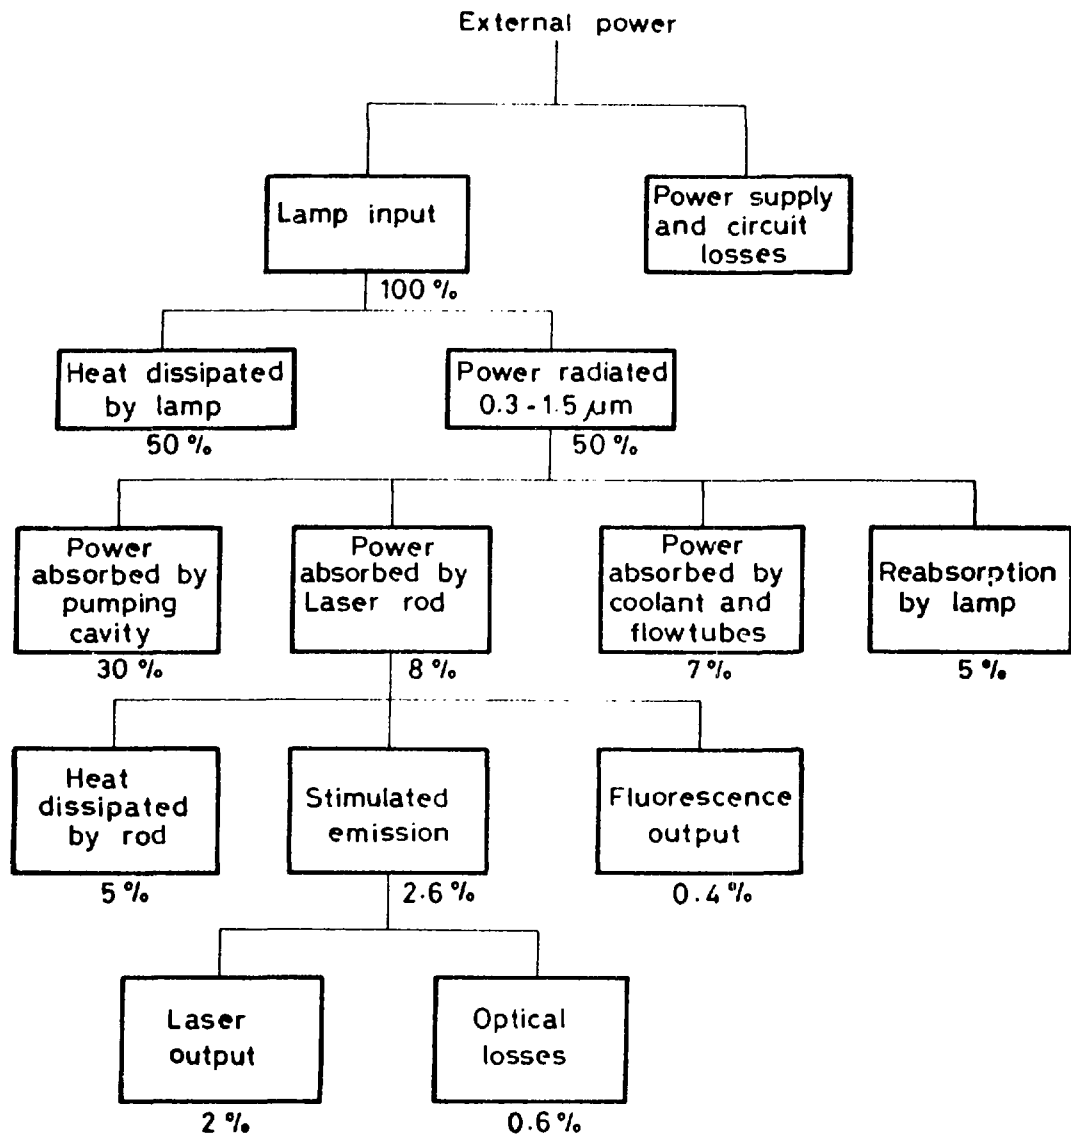 External power
Lamp input
100 %
Power supply
and circuit
losses
Heat dissipated
by lamp
50 %
Power radiated
0.3 - 1.5 μm
50 %
Power
absorbed by
pumping
cavity
30 %
Power
absorbed by
Laser rod
8 %
Power
absorbed by
coolant and
flowtubes
7 %
Reabsorption
by lamp
5 %
Heat
dissipated
by rod
5 %
Stimulated
emission
2.6 %
Fluorescence
output
0.4 %
Laser
output
2 %
Optical
losses
0.6 %